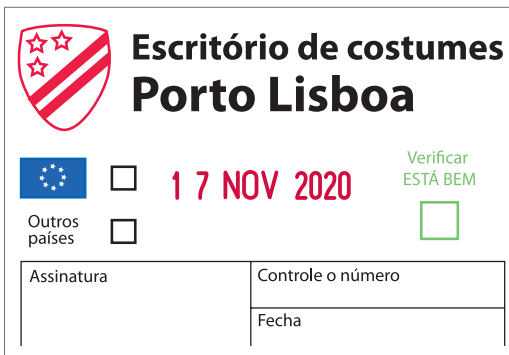 Escritório de costumes
Porto Lisboa
17 NOV 2020
Verificar
ESTÁ BEM
Outros
países
Assinatura
Controle o número
Fecha